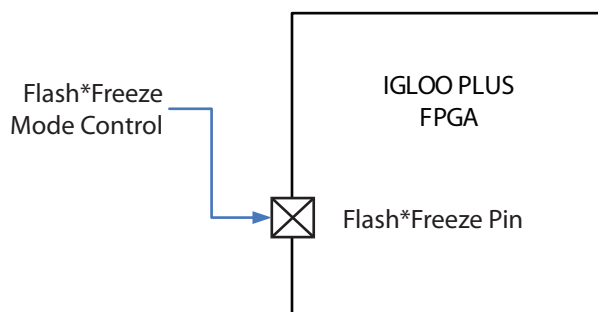 Flash*Freeze
Mode Control
IGLOO PLUS
FPGA
Flash*Freeze Pin